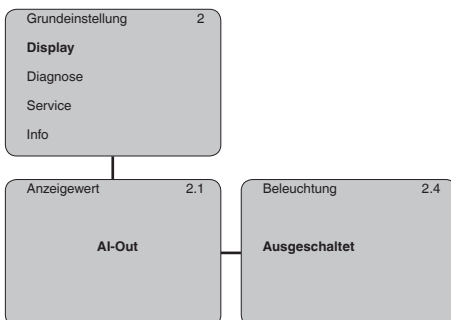 Grundeinstellung 2
Display
Diagnose
Service
Info
Anzeigewert 2.1
AI-Out
Beleuchtung 2.4
Ausgeschaltet